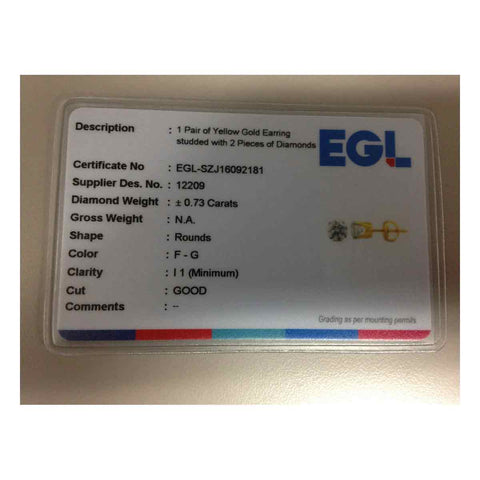 Description : 1 Pair of Yellow Gold Earring
studded with 2 Pieces of Diamonds
EGL
Certificate No : EGL-SZJ16092181
Supplier Des. No. : 12209
Diamond Weight : ± 0.73 Carats
Gross Weight : N.A.
Shape : Rounds
Color : F - G
Clarity : I 1 (Minimum)
Cut : GOOD
Comments : --
Grading as per mounting permits